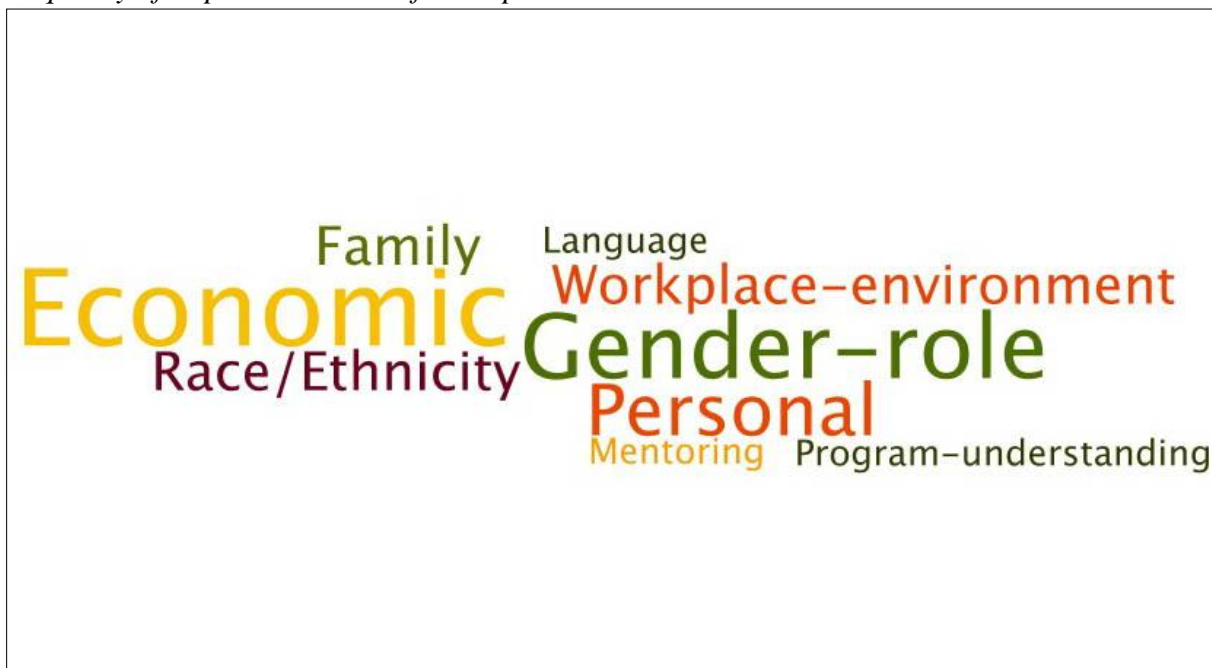 Family
Language
Economic
Workplace-environment
Gender-role
Race/Ethnicity
Personal
Mentoring
Program-understanding